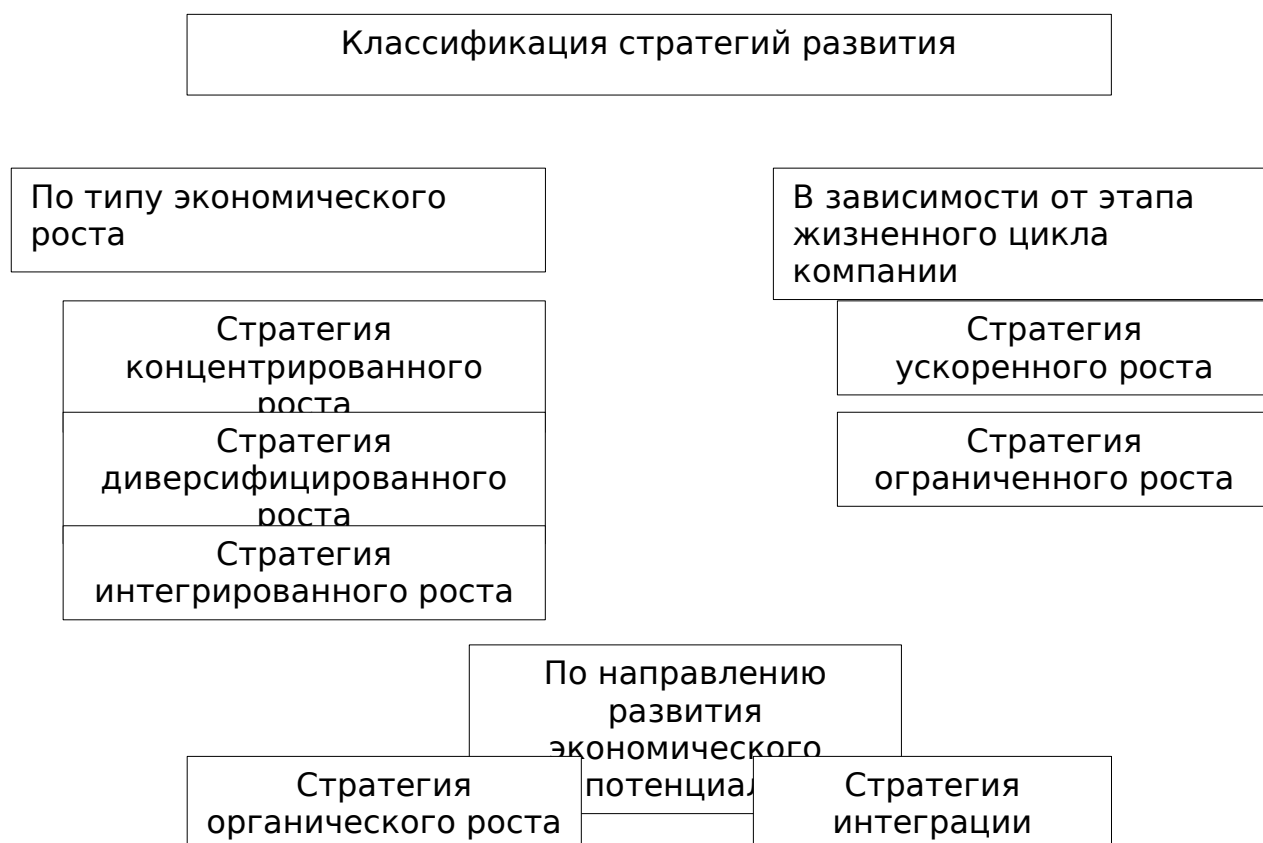 Классификация стратегий развития
По типу экономического
роста
В зависимости от этапа
жизненного цикла
компании
Стратегия
концентрированного
роста
Стратегия
диверсифицированного
роста
Стратегия
интегрированного роста
Стратегия
ускоренного роста
Стратегия
ограниченного роста
По направлению
развития
экономического
Стратегия
органического роста
Стратегия
интеграции